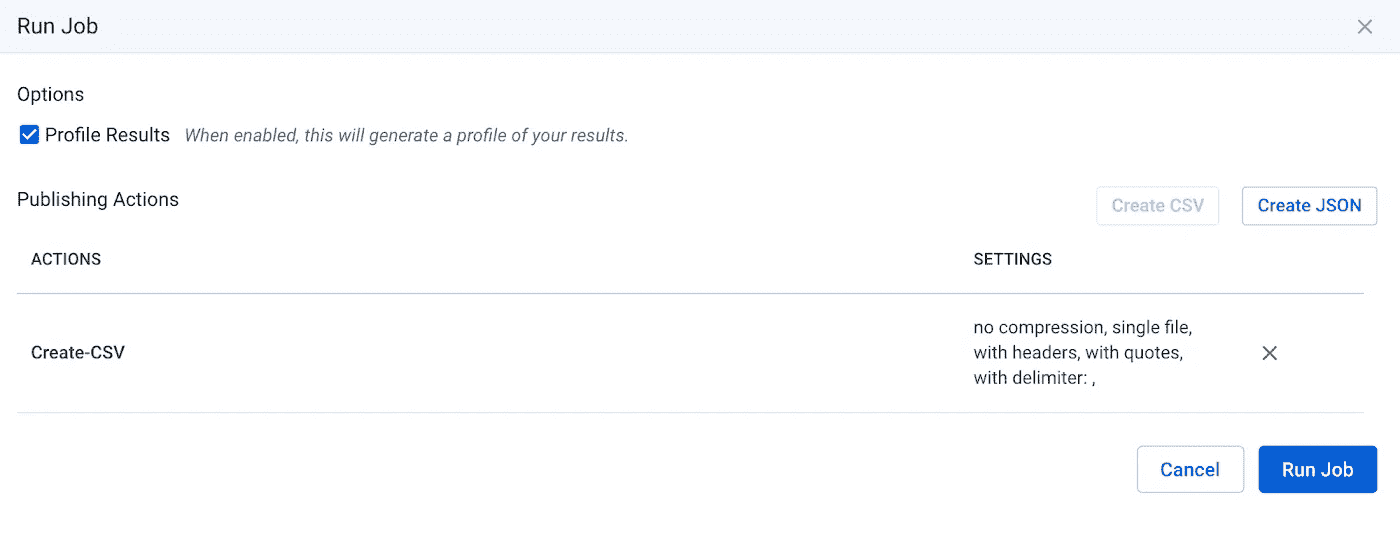 Run Job
Options
Profile Results When enabled, this will generate a profile of your results.
Publishing Actions
Create CSV
Create JSON
ACTIONS
SETTINGS
Create-CSV
no compression, single file,
with headers, with quotes,
with delimiter: ,
Cancel
Run Job